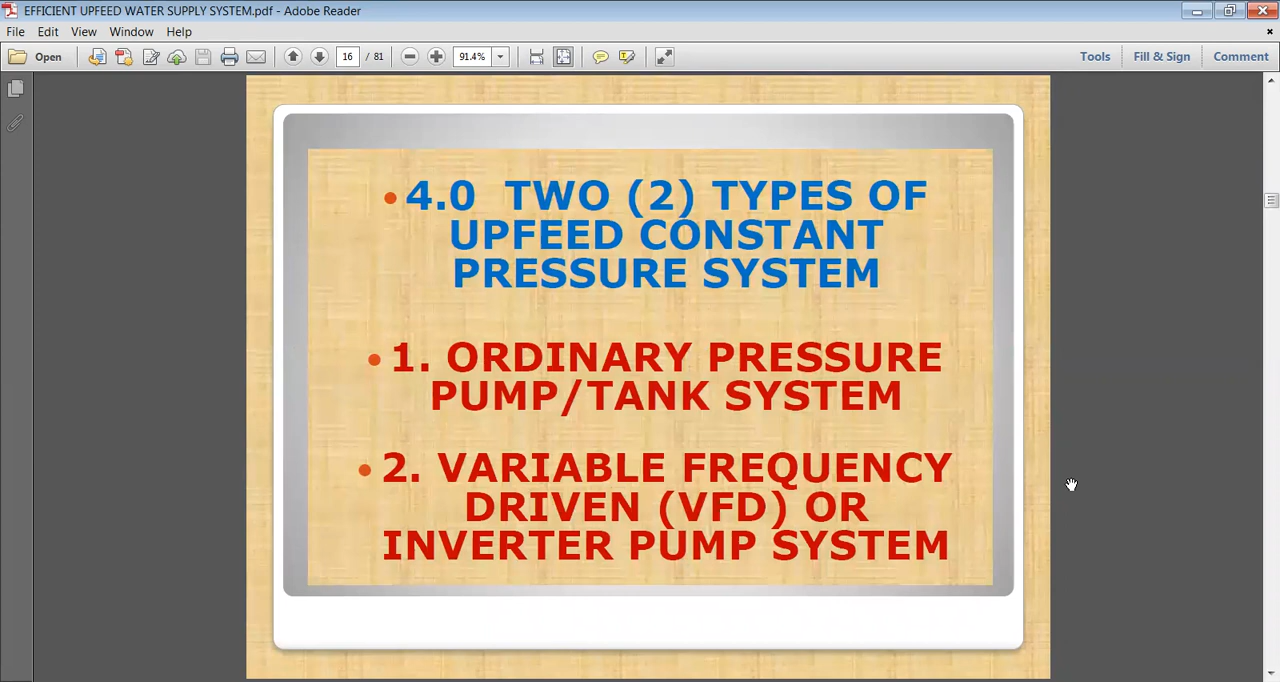 EFFICIENT UPFEED WATER SUPPLY SYSTEM.pdf - Adobe Reader
File Edit View Window Help
Open 16 / 81 91.4% Tools Fill & Sign Comment
4.0 TWO (2) TYPES OF
UPFEED CONSTANT
PRESSURE SYSTEM
1. ORDINARY PRESSURE
PUMP/TANK SYSTEM
2. VARIABLE FREQUENCY
DRIVEN (VFD) OR
INVERTER PUMP SYSTEM